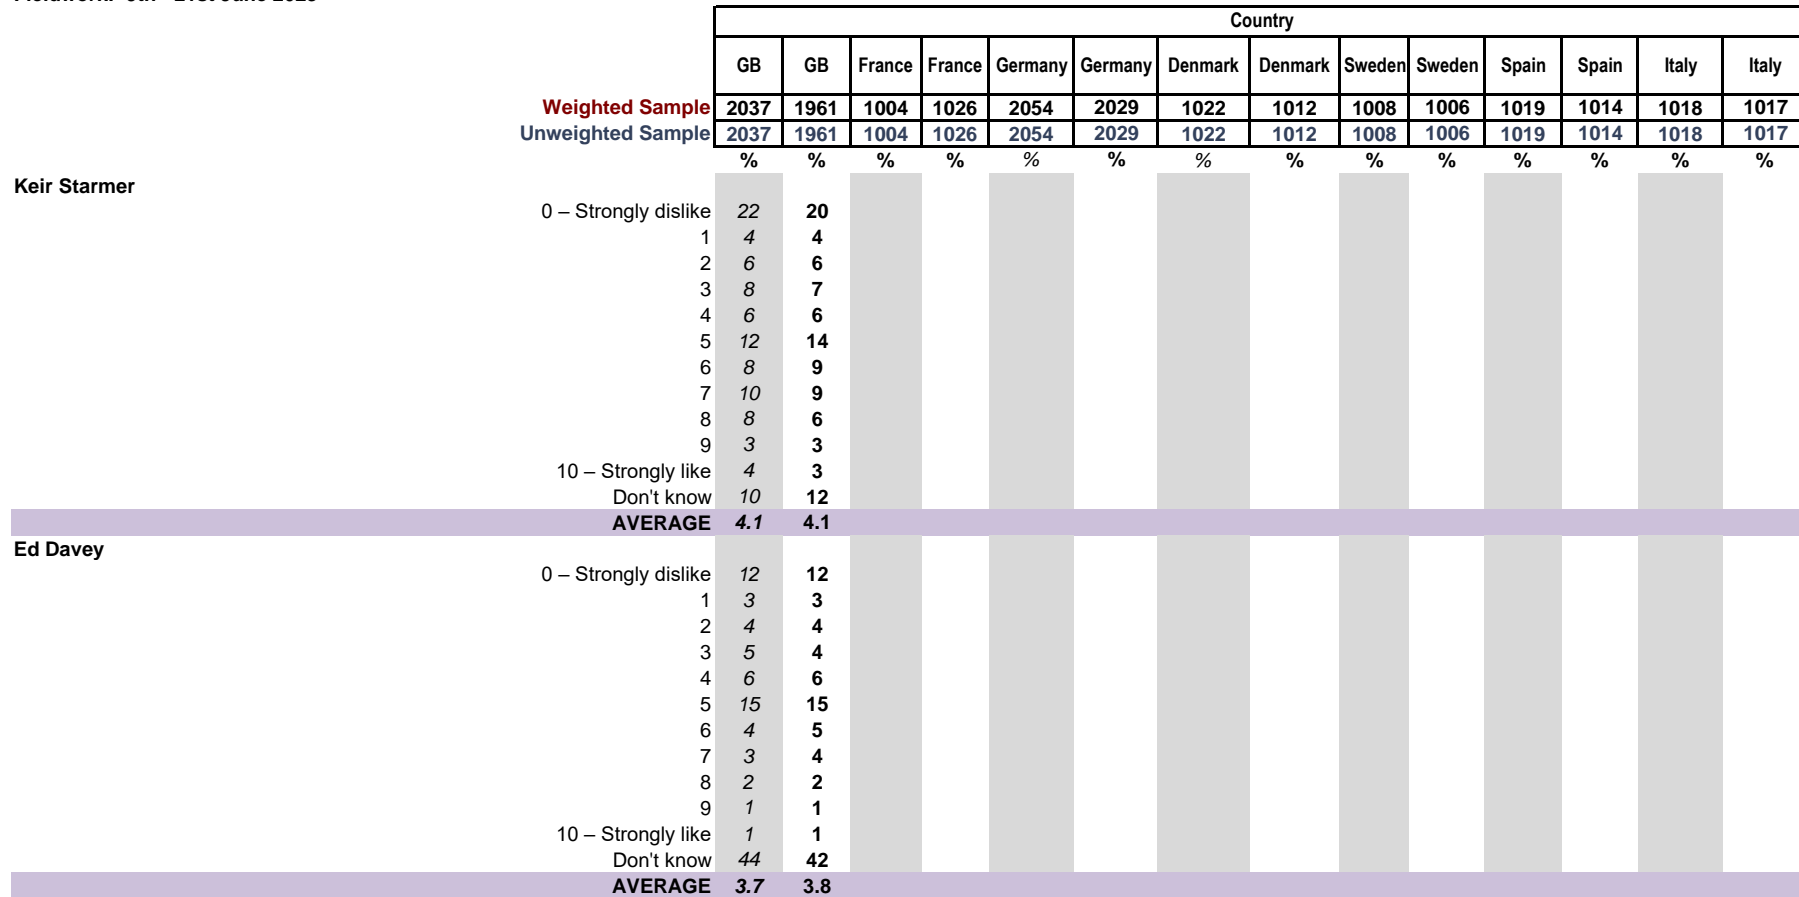 Country
GB GB France France Germany Germany Denmark Denmark Sweden Sweden Spain Spain Italy Italy
Weighted Sample 2037 1961 1004 1026 2054 2029 1022 1012 1008 1006 1019 1014 1018 1017
Unweighted Sample 2037 1961 1004 1026 2054 2029 1022 1012 1008 1006 1019 1014 1018 1017
% % % % % % % % % % % % % %
Keir Starmer
0 – Strongly dislike 22 20
1 4 4
2 6 6
3 8 7
4 6 6
5 12 14
6 8 9
7 10 9
8 8 6
9 3 3
10 – Strongly like 4 3
Don't know 10 12
AVERAGE 4.1 4.1
Ed Davey
0 – Strongly dislike 12 12
1 3 3
2 4 4
3 5 4
4 6 6
5 15 15
6 4 5
7 3 4
8 2 2
9 1 1
10 – Strongly like 1 1
Don't know 44 42
AVERAGE 3.7 3.8